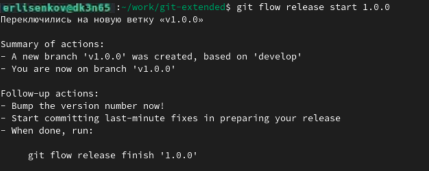 erlisenkov@dk3n65:~/work/git-extended$ git flow release start 1.0.0
Переключились на новую ветку «v1.0.0»
Summary of actions:
- A new branch 'v1.0.0' was created, based on 'develop'
- You are now on branch 'v1.0.0'
Follow-up actions:
- Bump the version number now!
- Start committing last-minute fixes in preparing your release
- When done, run:
git flow release finish '1.0.0'